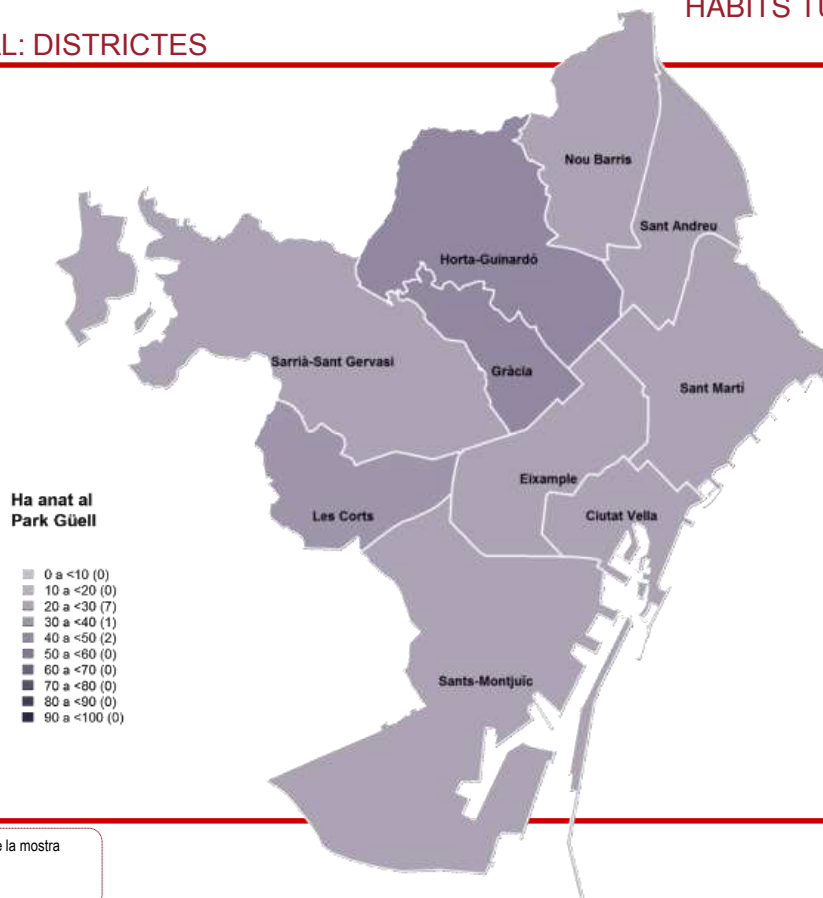 HÀBITS
: DISTRICTES
Nou Barris
Sant Andreu
Horta-Guinardó
Sarrià-Sant Gervasi
Gràcia
Sant Martí
Eixample
Les Corts
Ciutat Vella
Sants-Montjuïc
Ha anat al
Park Güell
0 a <10 (0)
10 a <20 (0)
20 a <30 (7)
30 a <40 (1)
40 a <50 (2)
50 a <60 (0)
60 a <70 (0)
70 a <80 (0)
80 a <90 (0)
90 a <100 (0)
la mostra